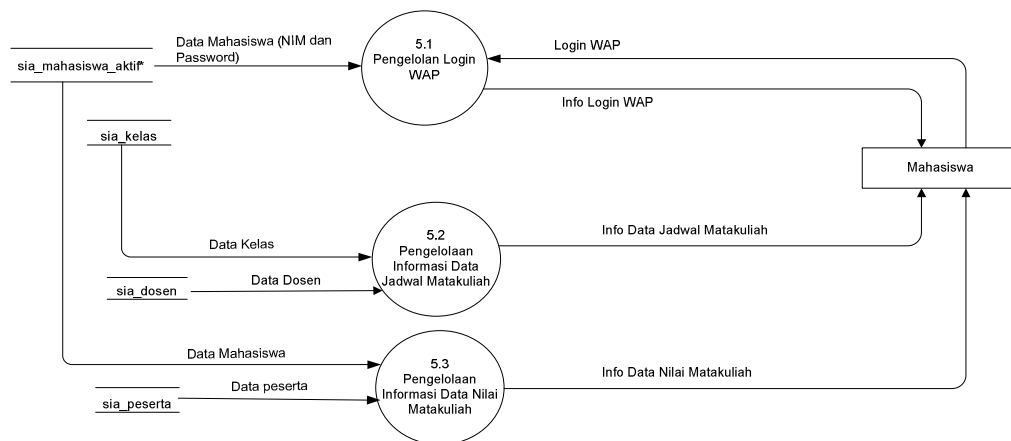 Data Mahasiswa (NIM dan
Password)
sia_mahasiswa_aktif*
5.1
Pengelolan Login
WAP
Login WAP
Info Login WAP
sia_kelas
Mahasiswa
Data Kelas
5.2
Pengelolaan
Informasi Data
Jadwal Matakuliah
Info Data Jadwal Matakuliah
Data Dosen
sia_dosen
Data Mahasiswa
5.3
Pengelolaan
Informasi Data Nilai
Matakuliah
Info Data Nilai Matakuliah
Data peserta
sia_peserta